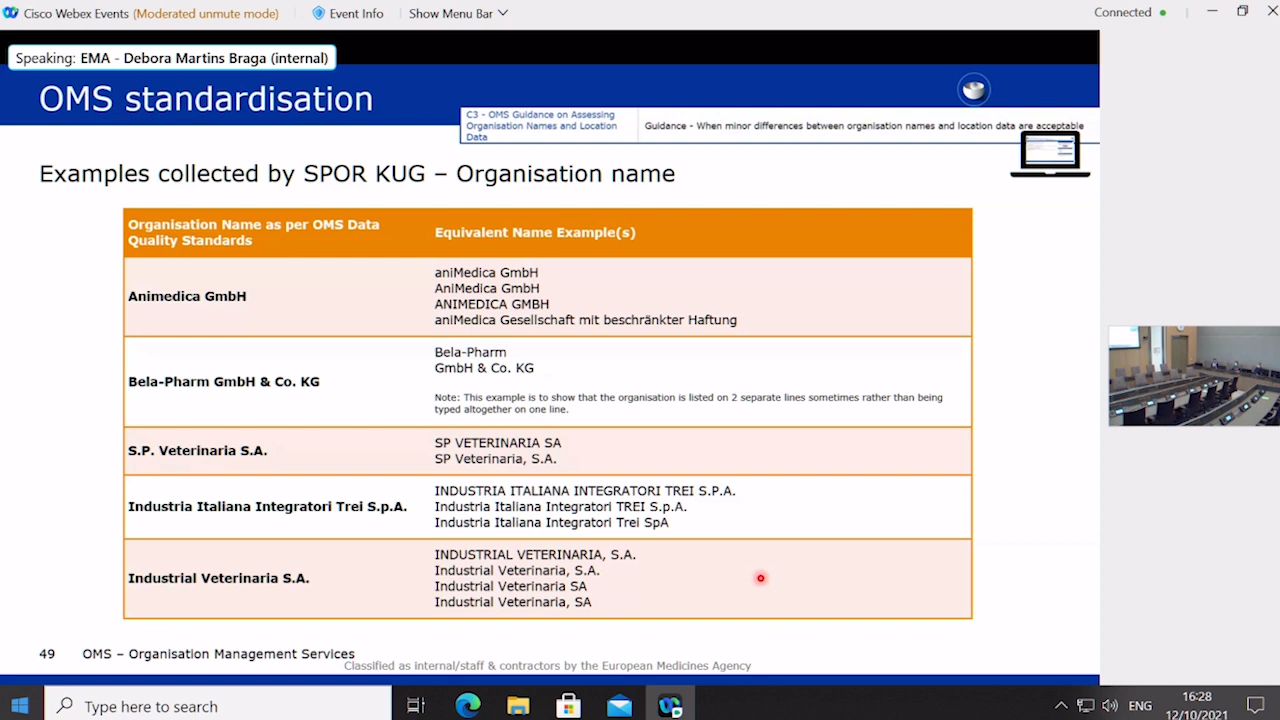 Cisco Webex Events (Moderated unmute mode)
Event Info
Show Menu Bar
Connected
Speaking: EMA - Debora Martins Braga (internal)
OMS standardisation
C3 - OMS Guidance on Assessing
Organisation Names and Location
Data
Guidance - When minor differences between organisation names and location data are acceptable
Examples collected by SPOR KUG – Organisation name
Organisation Name as per OMS Data
Quality Standards
Equivalent Name Example(s)
Animedica GmbH
aniMedica GmbH
AniMedica GmbH
ANIMEDICA GMBH
aniMedica Gesellschaft mit beschränkter Haftung
Bela-Pharm GmbH & Co. KG
Bela-Pharm
GmbH & Co. KG
Note: This example is to show that the organisation is listed on 2 separate lines sometimes rather than being
typed altogether on one line.
S.P. Veterinaria S.A.
SP VETERINARIA SA
SP Veterinaria, S.A.
Industria Italiana Integratori Trei S.p.A.
INDUSTRIA ITALIANA INTEGRATORI TREI S.P.A.
Industria Italiana Integratori TREI S.p.A.
Industria Italiana Integratori Trei SpA
Industrial Veterinaria S.A.
INDUSTRIAL VETERINARIA, S.A.
Industrial Veterinaria, S.A.
Industrial Veterinaria SA
Industrial Veterinaria, SA
49 OMS – Organisation Management Services
Classified as internal/staff & contractors by the European Medicines Agency
Type here to search
ENG
16:28
12/10/2021